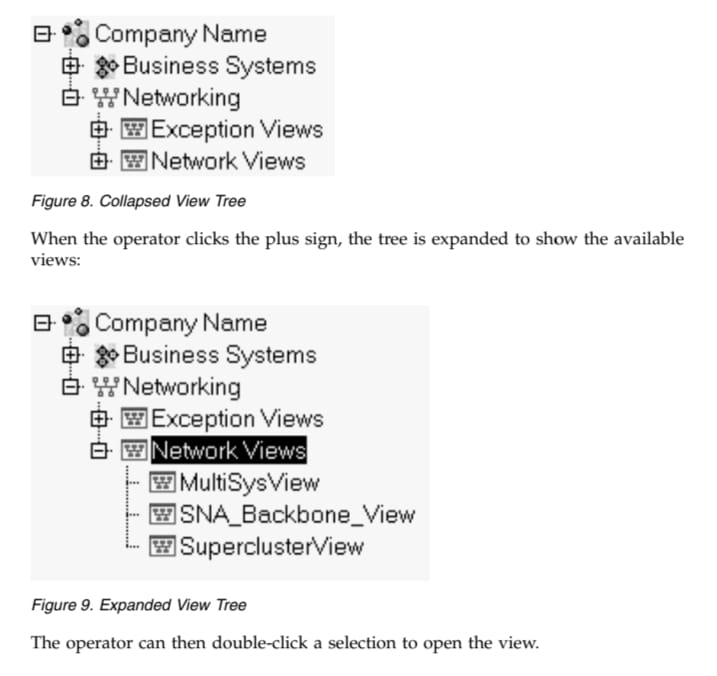 Company Name
Business Systems
Networking
Exception Views
Network Views
Figure 8. Collapsed View Tree
When the operator clicks the plus sign, the tree is expanded to show the available
views:
Company Name
Business Systems
Networking
Exception Views
Network Views
MultiSysView
SNA_Backbone_View
SuperclusterView
Figure 9. Expanded View Tree
The operator can then double-click a selection to open the view.